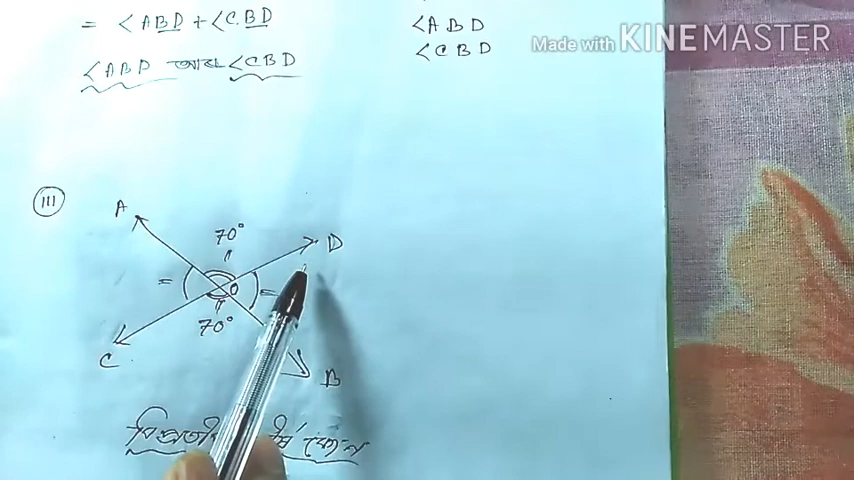 = <ABD + <CBD
<ABD
<CBD
<ABD আৰু <CBD
Made with KINEMASTER
III
A
70°
D
=
O
=
70°
C
B